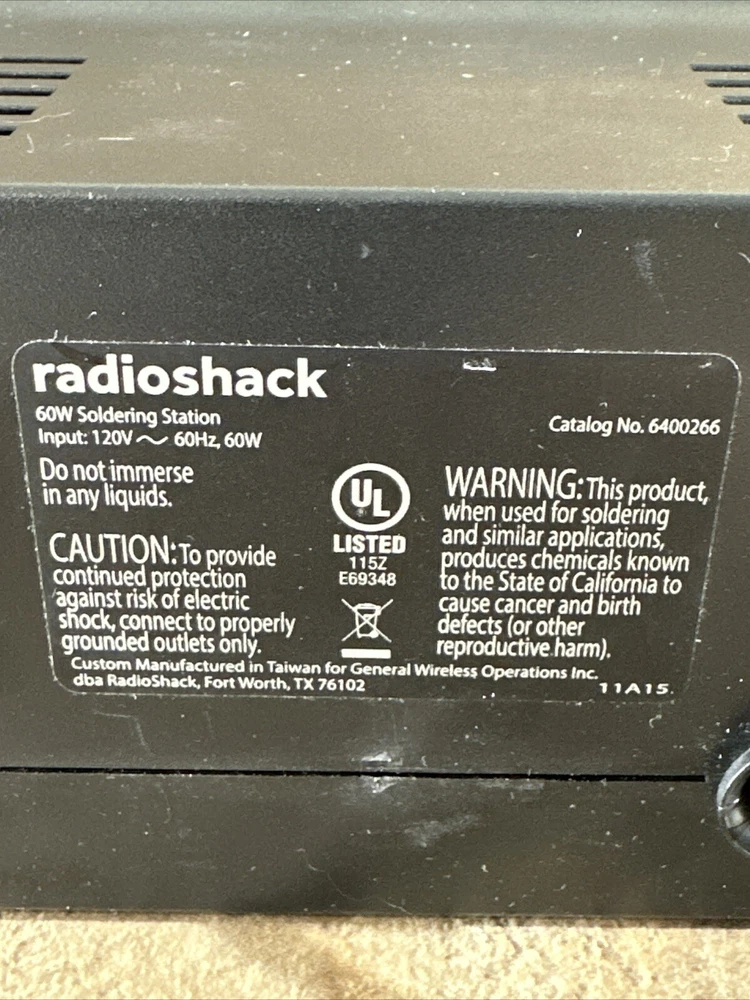 radioshack
60W Soldering Station
Input: 120V ~ 60Hz, 60W
Catalog No. 6400266
Do not immerse
in any liquids.
CAUTION: To provide
continued protection
against risk of electric
shock, connect to properly
grounded outlets only.
UL
LISTED
115Z
E69348
WARNING: This product,
when used for soldering
and similar applications,
produces chemicals known
to the State of California to
cause cancer and birth
defects (or other
reproductive harm).
Custom Manufactured in Taiwan for General Wireless Operations Inc.
dba RadioShack, Fort Worth, TX 76102
11A15.